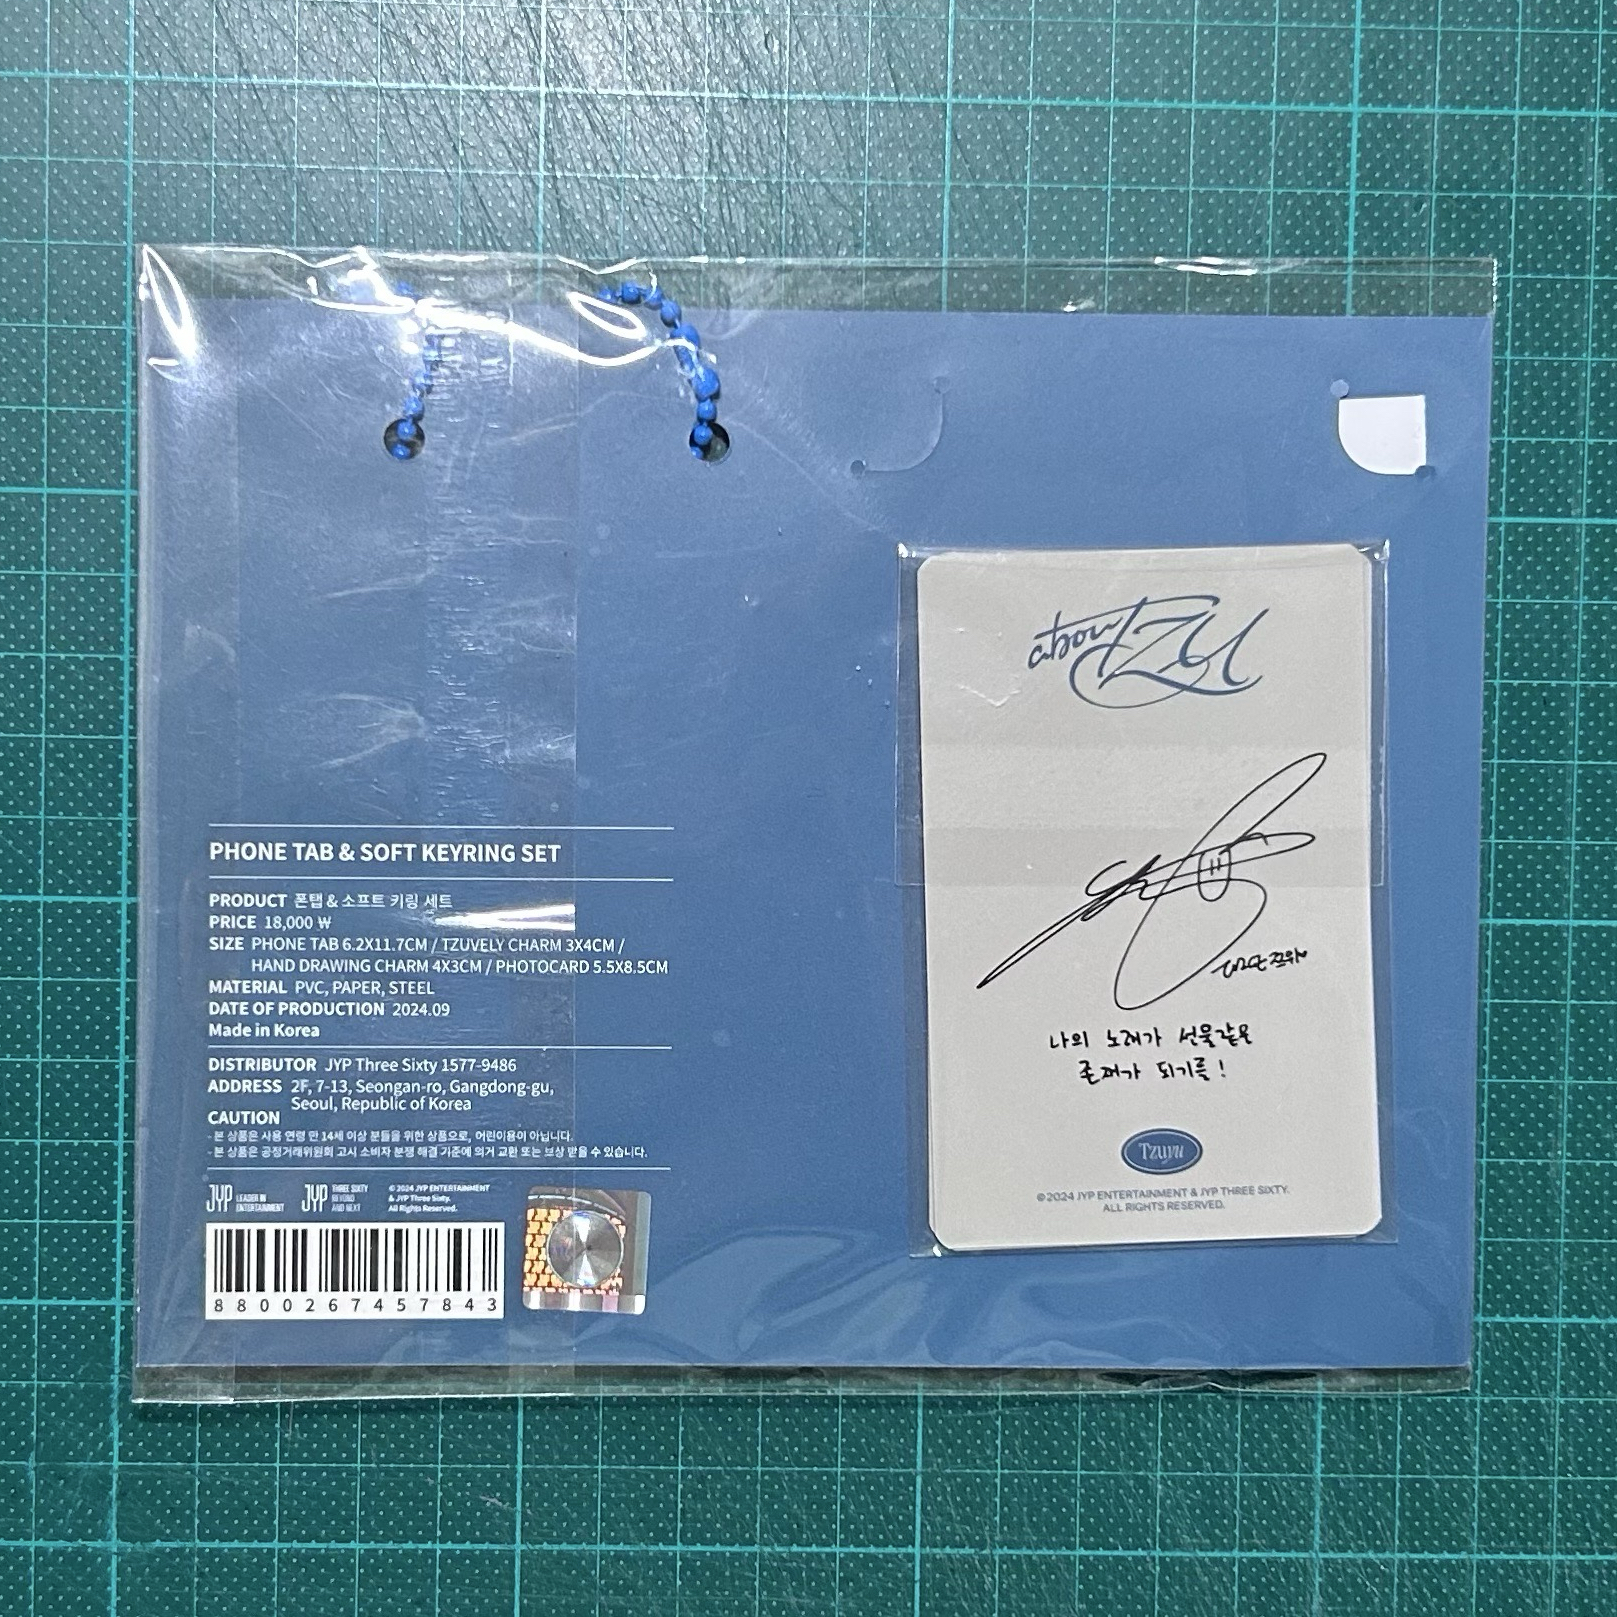 PHONE TAB & SOFT KEYRING SET
PRODUCT 폰탭 & 소프트 키링 세트
PRICE 18,000 ₩
SIZE PHONE TAB 6.2X11.7CM / TZUVELY CHARM 3X4CM /
HAND DRAWING CHARM 4X3CM / PHOTOCARD 5.5X8.5CM
MATERIAL PVC, PAPER, STEEL
DATE OF PRODUCTION 2024.09
Made in Korea
DISTRIBUTOR JYP Three Sixty 1577-9486
ADDRESS 2F, 7-13, Seongan-ro, Gangdong-gu,
Seoul, Republic of Korea
CAUTION
- 본 상품은 사용 연령 만 14세 이상 분들을 위한 상품으로, 어린이용이 아닙니다.
- 본 상품은 공정거래위원회 고시 소비자 분쟁 해결 기준에 의거 교환 또는 보상 받을 수 있습니다.
JYP LEADER IN ENTERTAINMENT
JYP THREE SIXTY BEYOND AND NEXT
© 2024 JYP ENTERTAINMENT
& JYP Three Sixty.
All Rights Reserved.
8800267457843
abouTZU
나의 노래가 선물같은
존재가 되기를!
Tzuyu
© 2024 JYP ENTERTAINMENT & JYP THREE SIXTY.
ALL RIGHTS RESERVED.